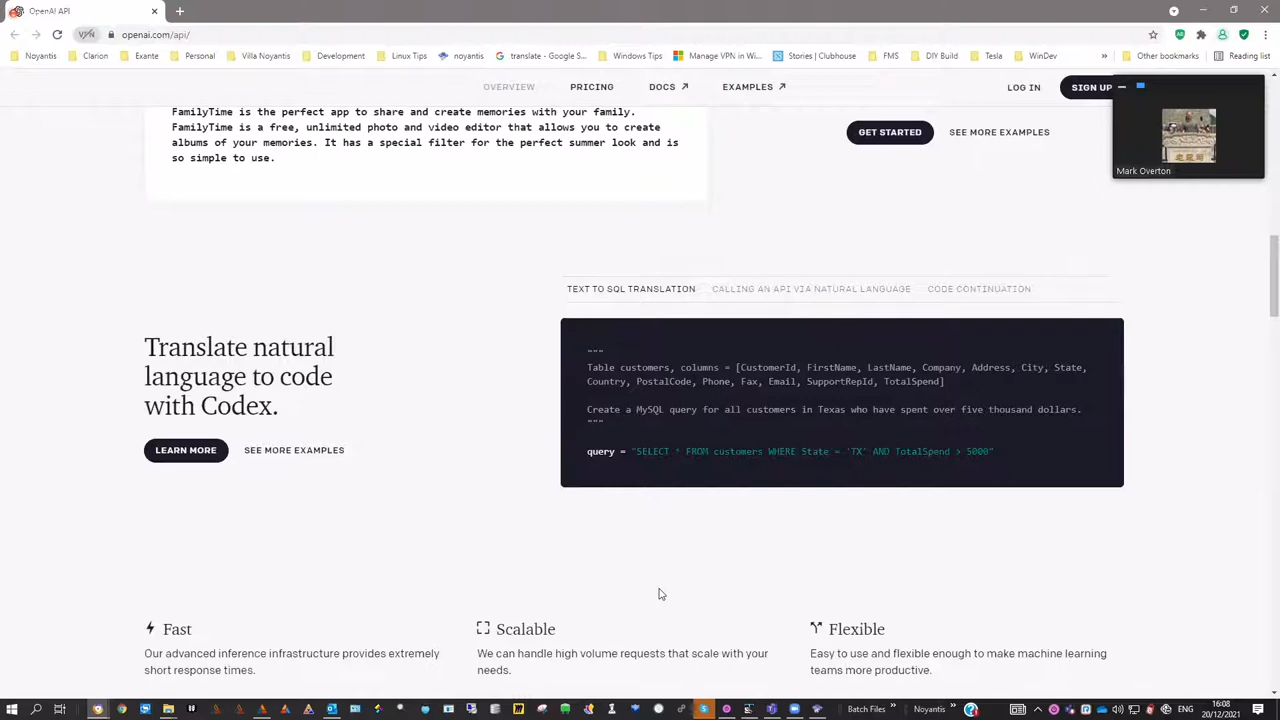 OpenAI API
openai.com/api/
Noyantis Clarion Exante Personal Villa Noyantis Development Linux Tips noyantis translate - Google S... Windows Tips Manage VPN in Wi... Stories | Clubhouse FMS DIY Build Tesla WinDev » Other bookmarks Reading list
OVERVIEW PRICING DOCS ↗ EXAMPLES ↗ LOG IN SIGN UP
FamilyTime is the perfect app to share and create memories with your family.
FamilyTime is a free, unlimited photo and video editor that allows you to create
albums of your memories. It has a special filter for the perfect summer look and is
so simple to use.
GET STARTED SEE MORE EXAMPLES
Mark Overton
TEXT TO SQL TRANSLATION CALLING AN API VIA NATURAL LANGUAGE CODE CONTINUATION
Translate natural
language to code
with Codex.
LEARN MORE SEE MORE EXAMPLES
"""
Table customers, columns = [CustomerId, FirstName, LastName, Company, Address, City, State,
Country, PostalCode, Phone, Fax, Email, SupportRepId, TotalSpend]
Create a MySQL query for all customers in Texas who have spent over five thousand dollars.
"""
query = "SELECT * FROM customers WHERE State = 'TX' AND TotalSpend > 5000"
Fast
Our advanced inference infrastructure provides extremely
short response times.
Scalable
We can handle high volume requests that scale with your
needs.
Flexible
Easy to use and flexible enough to make machine learning
teams more productive.
Batch Files » Noyantis » ENG 16:08
20/12/2021